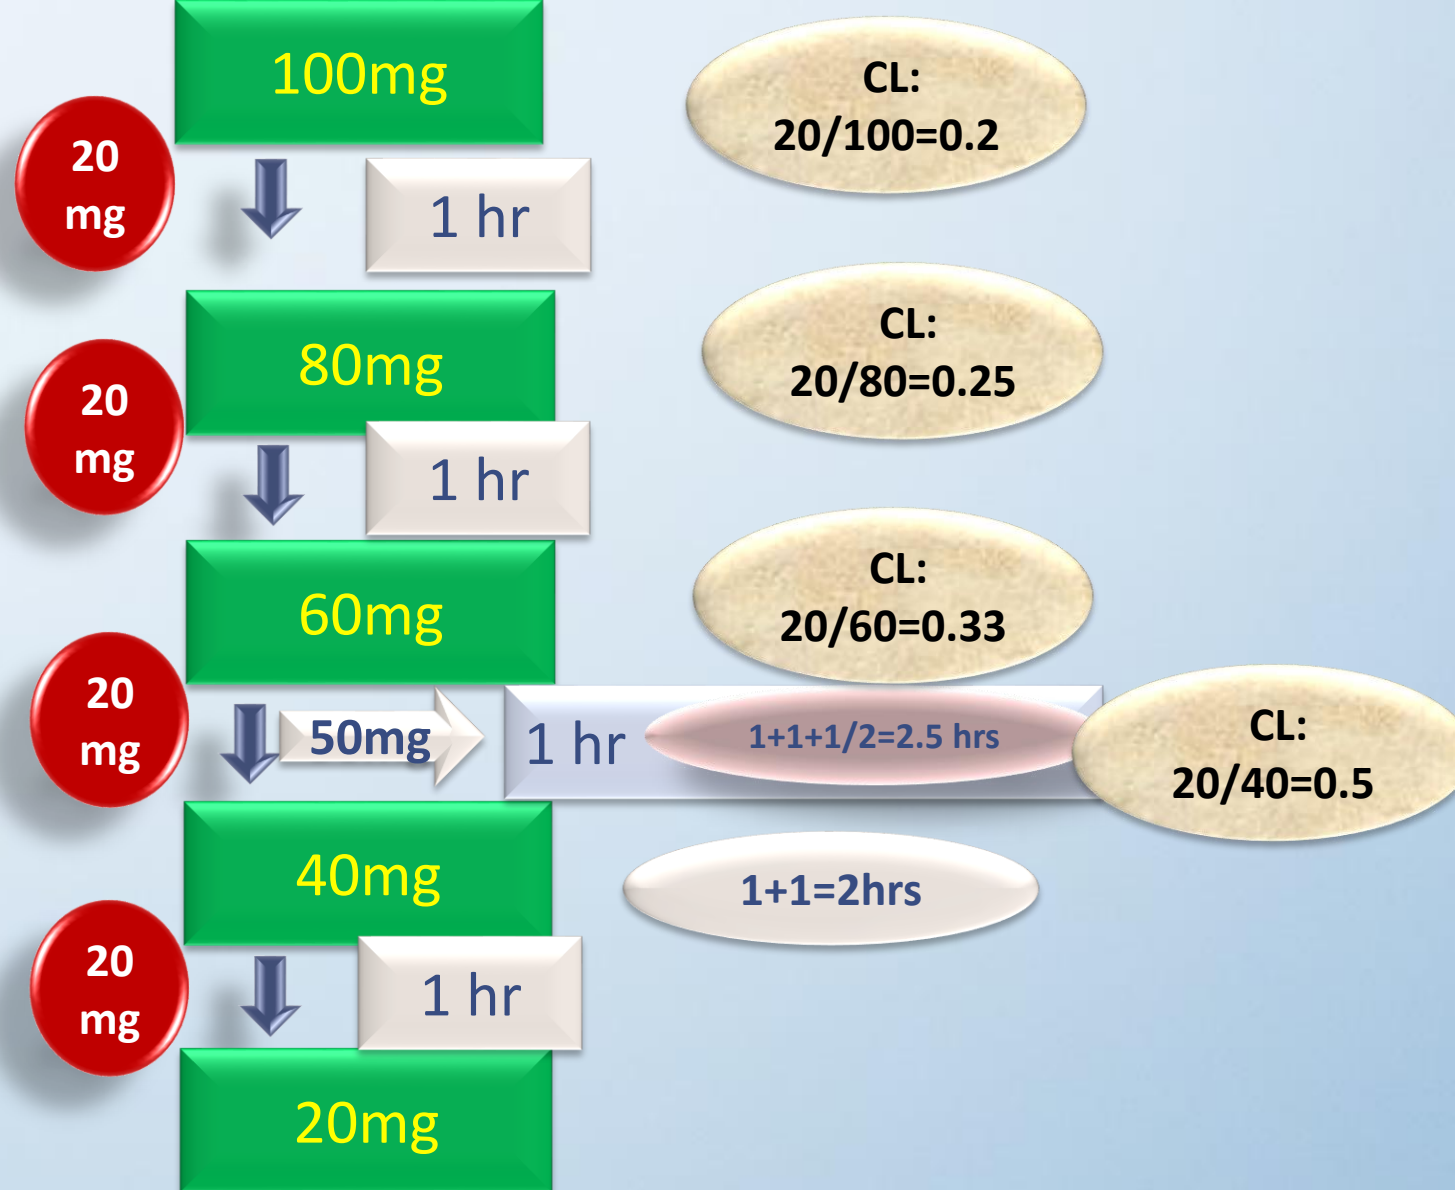 100mg
CL:
20/100=0.2
20
mg
1 hr
80mg
CL:
20/80=0.25
20
mg
1 hr
60mg
CL:
20/60=0.33
20
mg
50mg
1 hr
1+1+1/2=2.5 hrs
CL:
20/40=0.5
40mg
1+1=2hrs
20
mg
1 hr
20mg